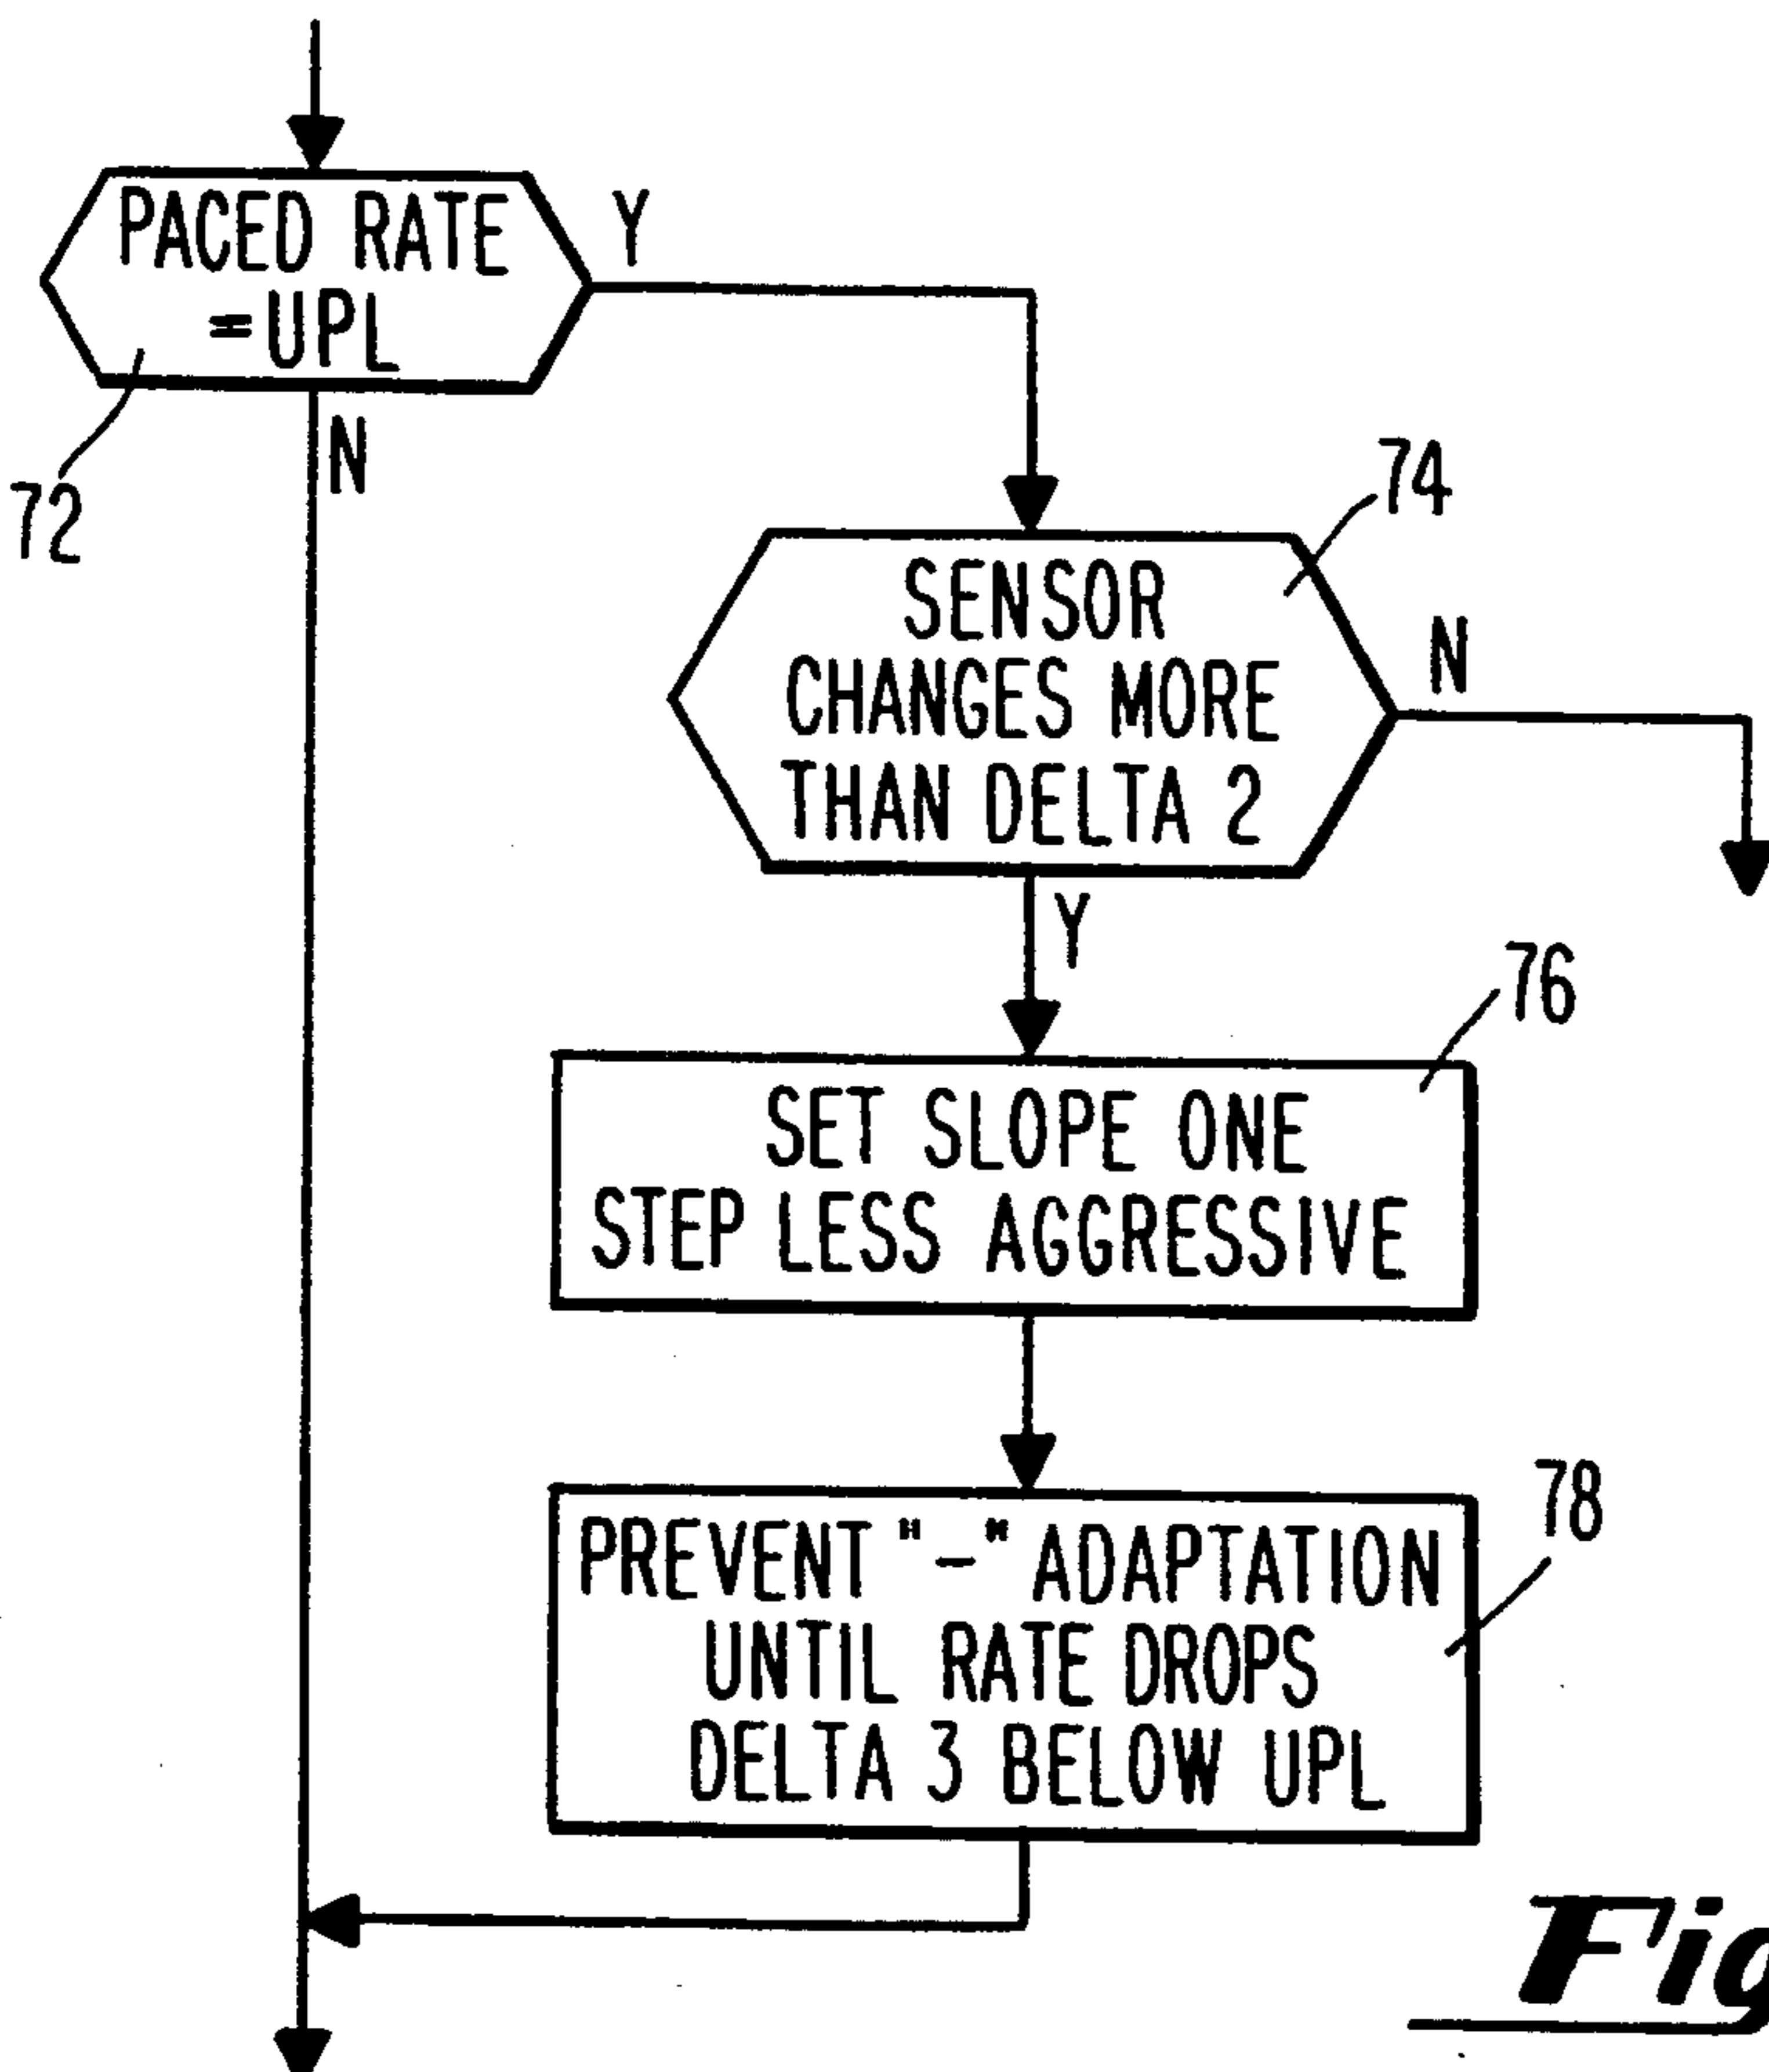 PACED RATE
=UPL
Y
N
72
74
SENSOR
CHANGES MORE
THAN DELTA 2
N
Y
76
SET SLOPE ONE
STEP LESS AGGRESSIVE
78
PREVENT "-" ADAPTATION
UNTIL RATE DROPS
DELTA 3 BELOW UPL